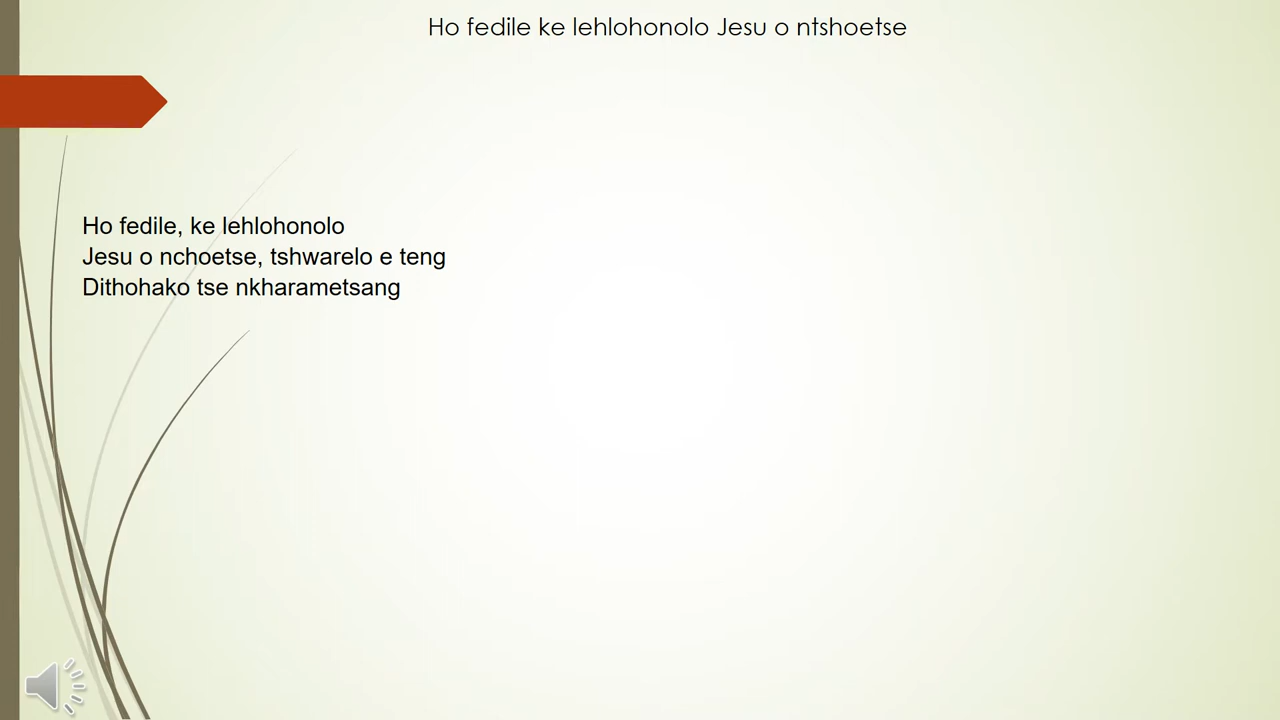 Ho fedile ke lehlohonolo Jesu o ntshoetse
Ho fedile, ke lehlohonolo
Jesu o nchoetse, tshwarelo e teng
Dithohako tse nkharametsang